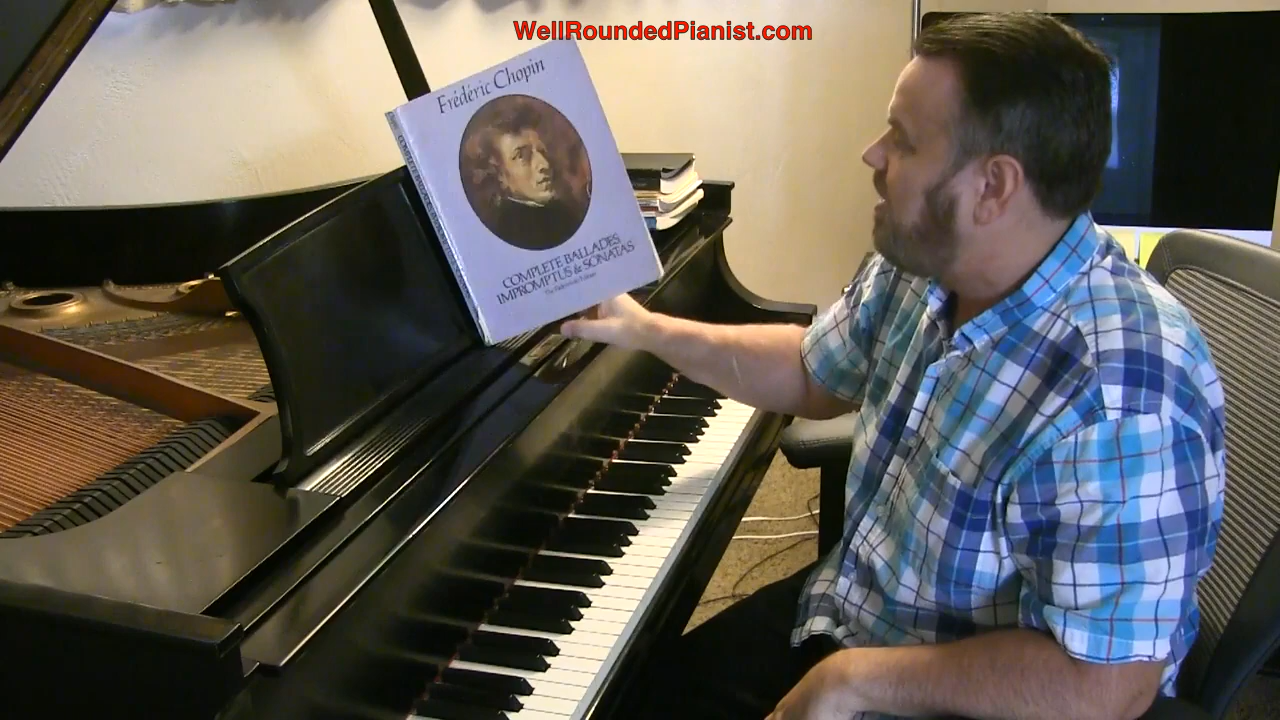 WellRoundedPianist.com
Frédéric Chopin
COMPLETE BALLADES
IMPROMPTUS & SONATAS